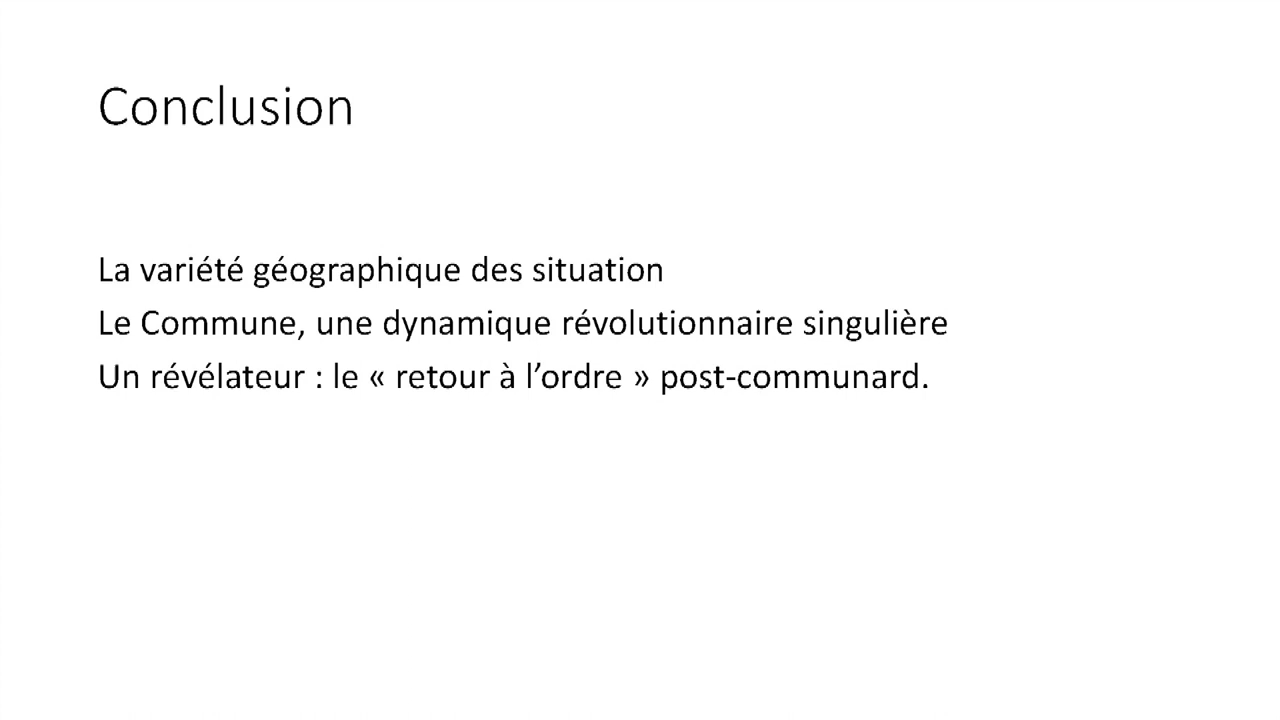 Conclusion
La variété géographique des situation
Le Commune, une dynamique révolutionnaire singulière
Un révélateur : le « retour à l’ordre » post-communard.